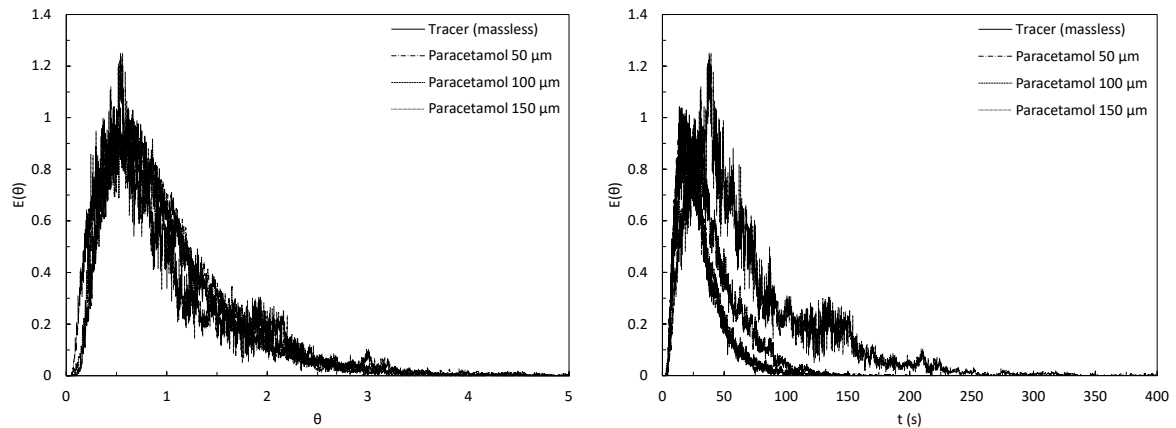 1.4
1.2
1
0.8
0.6
0.4
0.2
0
E(θ)
0 1 2 3 4 5
θ
Tracer (massless)
Paracetamol 50 µm
Paracetamol 100 µm
Paracetamol 150 µm
1.4
1.2
1
0.8
0.6
0.4
0.2
0
E(θ)
0 50 100 150 200 250 300 350 400
t (s)
Tracer (massless)
Paracetamol 50 µm
Paracetamol 100 µm
Paracetamol 150 µm